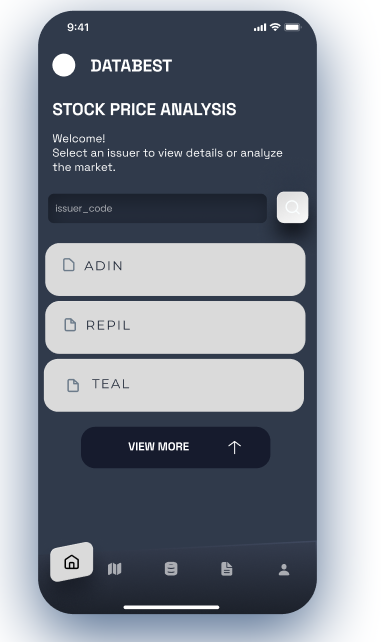 9:41
DATABEST
STOCK PRICE ANALYSIS
Welcome!
Select an issuer to view details or analyze
the market.
issuer_code
ADIN
REPIL
TEAL
VIEW MORE